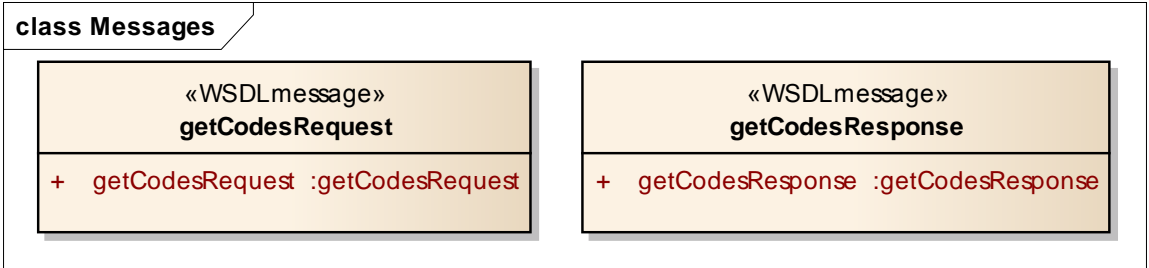 class Messages
«WSDLmessage»
getCodesRequest
+ getCodesRequest :getCodesRequest
«WSDLmessage»
getCodesResponse
+ getCodesResponse :getCodesResponse